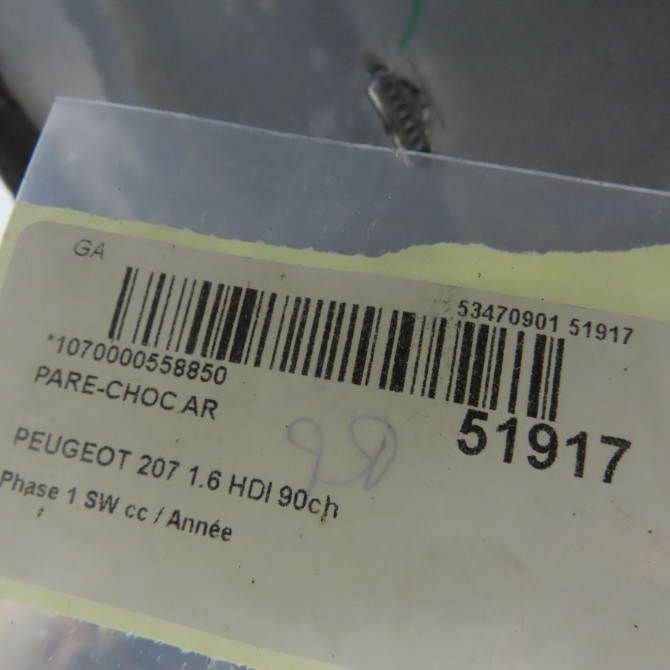 GA
53470901 51917
*1070000558850
PARE-CHOC AR
51917
PEUGEOT 207 1.6 HDI 90ch
Phase 1 SW cc / Année